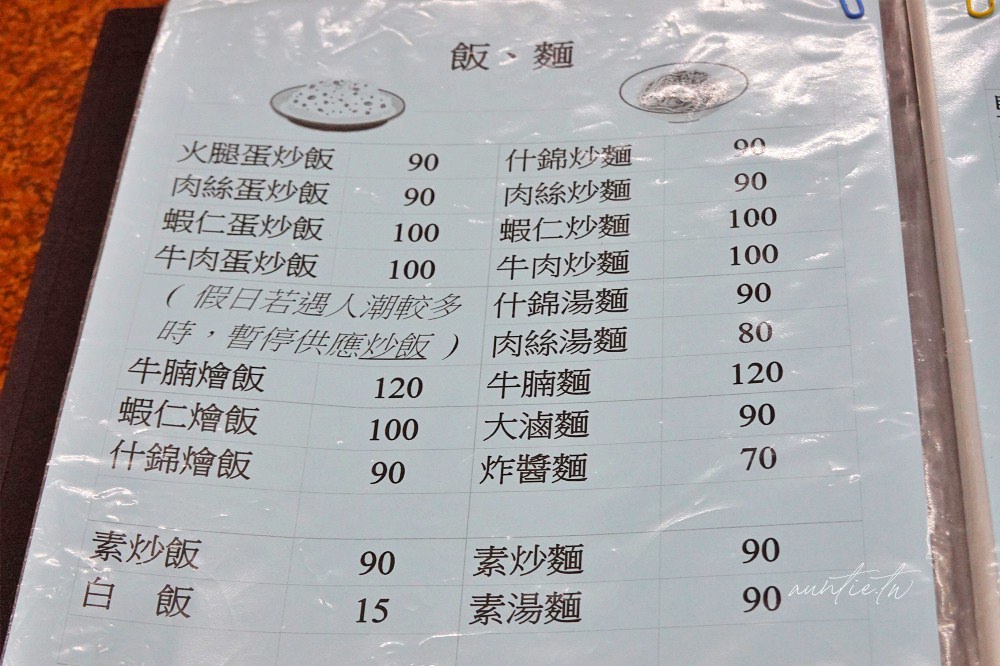 飯、麵
火腿蛋炒飯 90 什錦炒麵 90
肉絲蛋炒飯 90 肉絲炒麵 90
蝦仁蛋炒飯 100 蝦仁炒麵 100
牛肉蛋炒飯 100 牛肉炒麵 100
（假日若遇人潮較多 什錦湯麵 90
時，暫停供應炒飯） 肉絲湯麵 80
牛腩燴飯 120 牛腩麵 120
蝦仁燴飯 100 大滷麵 90
什錦燴飯 90 炸醬麵 70
素炒飯 90 素炒麵 90
白 飯 15 素湯麵 90
auntie.tw